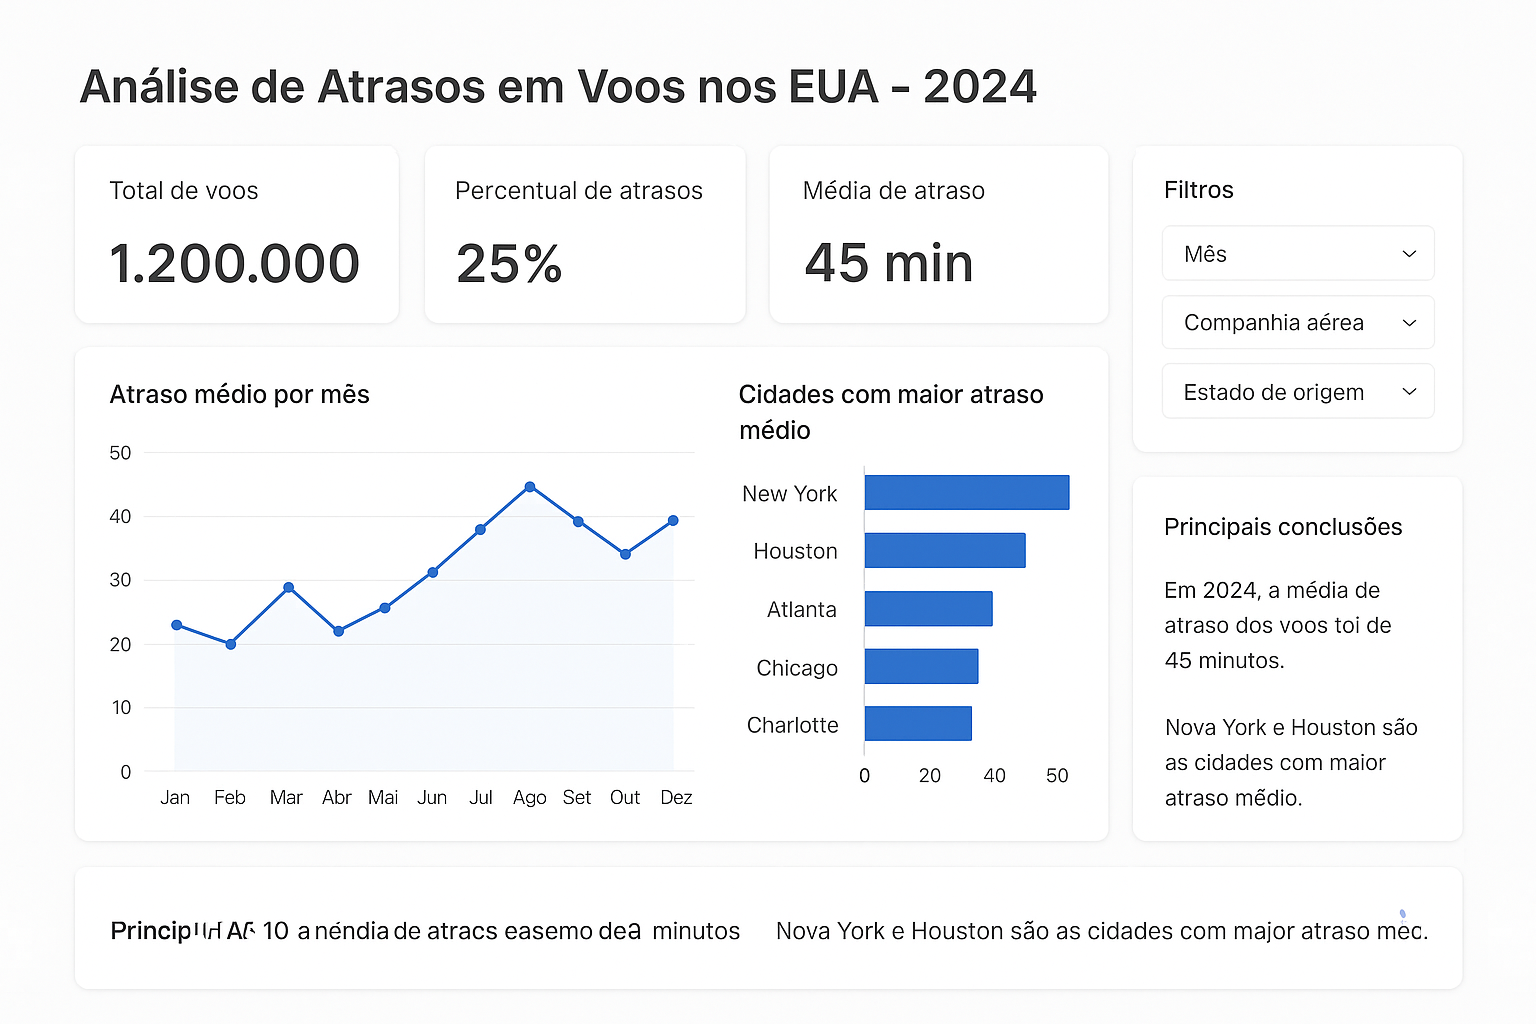 Análise de Atrasos em Voos nos EUA - 2024
Total de voos
1.200.000
Percentual de atrasos
25%
Média de atraso
45 min
Filtros
Mês
Companhia aérea
Estado de origem
Atraso médio por mês
50
40
30
20
10
0
Jan Feb Mar Abr Mai Jun Jul Ago Set Out Dez
Cidades com maior atraso
médio
New York
Houston
Atlanta
Chicago
Charlotte
0 20 40 50
Principais conclusões
Em 2024, a média de
atraso dos voos toi de
45 minutos.
Nova York e Houston são
as cidades com maior
atraso médio.
10 a néndia de atracs easemo dea minutos
Nova York e Houston são as cidades com major atraso